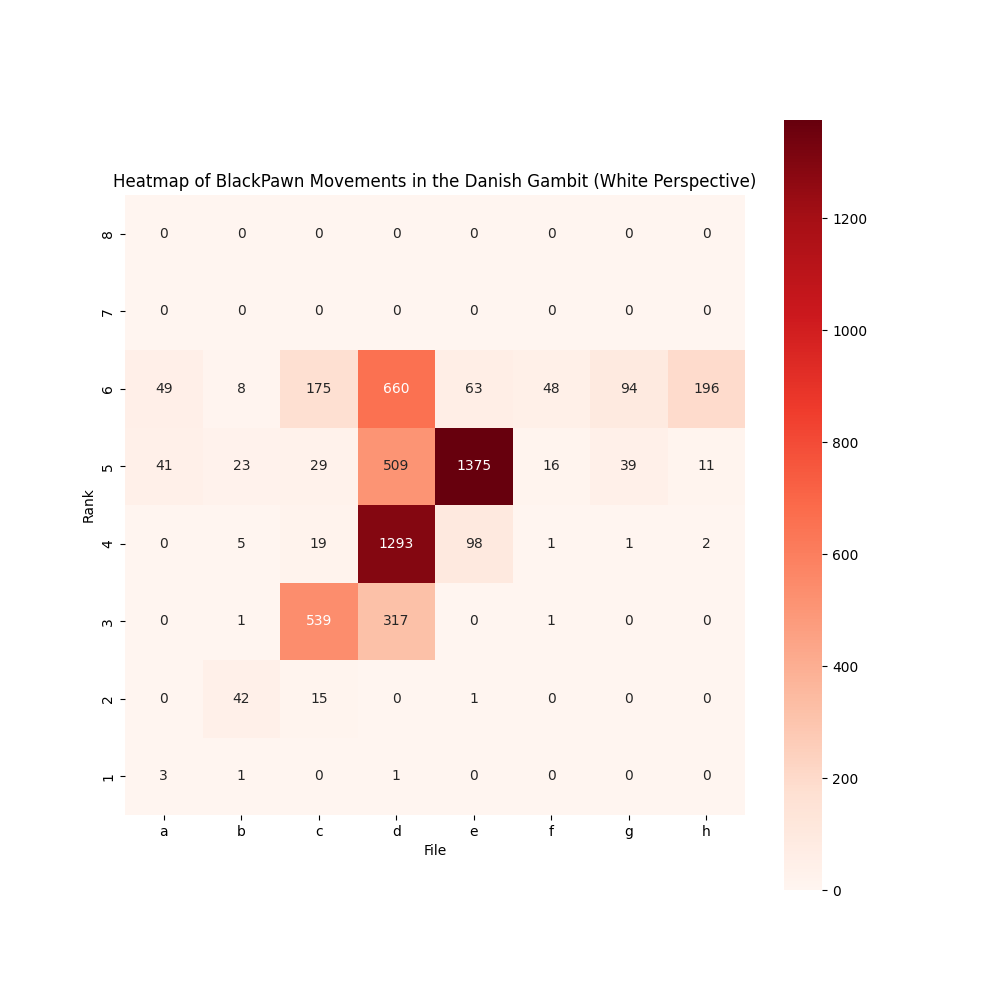 Heatmap of BlackPawn Movements in the Danish Gambit (White Perspective)
8 0 0 0 0 0 0 0 0
7 0 0 0 0 0 0 0 0
6 49 8 175 660 63 48 94 196
5 41 23 29 509 1375 16 39 11
4 0 5 19 1293 98 1 1 2
3 0 1 539 317 0 1 0 0
2 0 42 15 0 1 0 0 0
1 3 1 0 1 0 0 0 0
a b c d e f g h
File
Rank
1200
1000
800
600
400
200
0